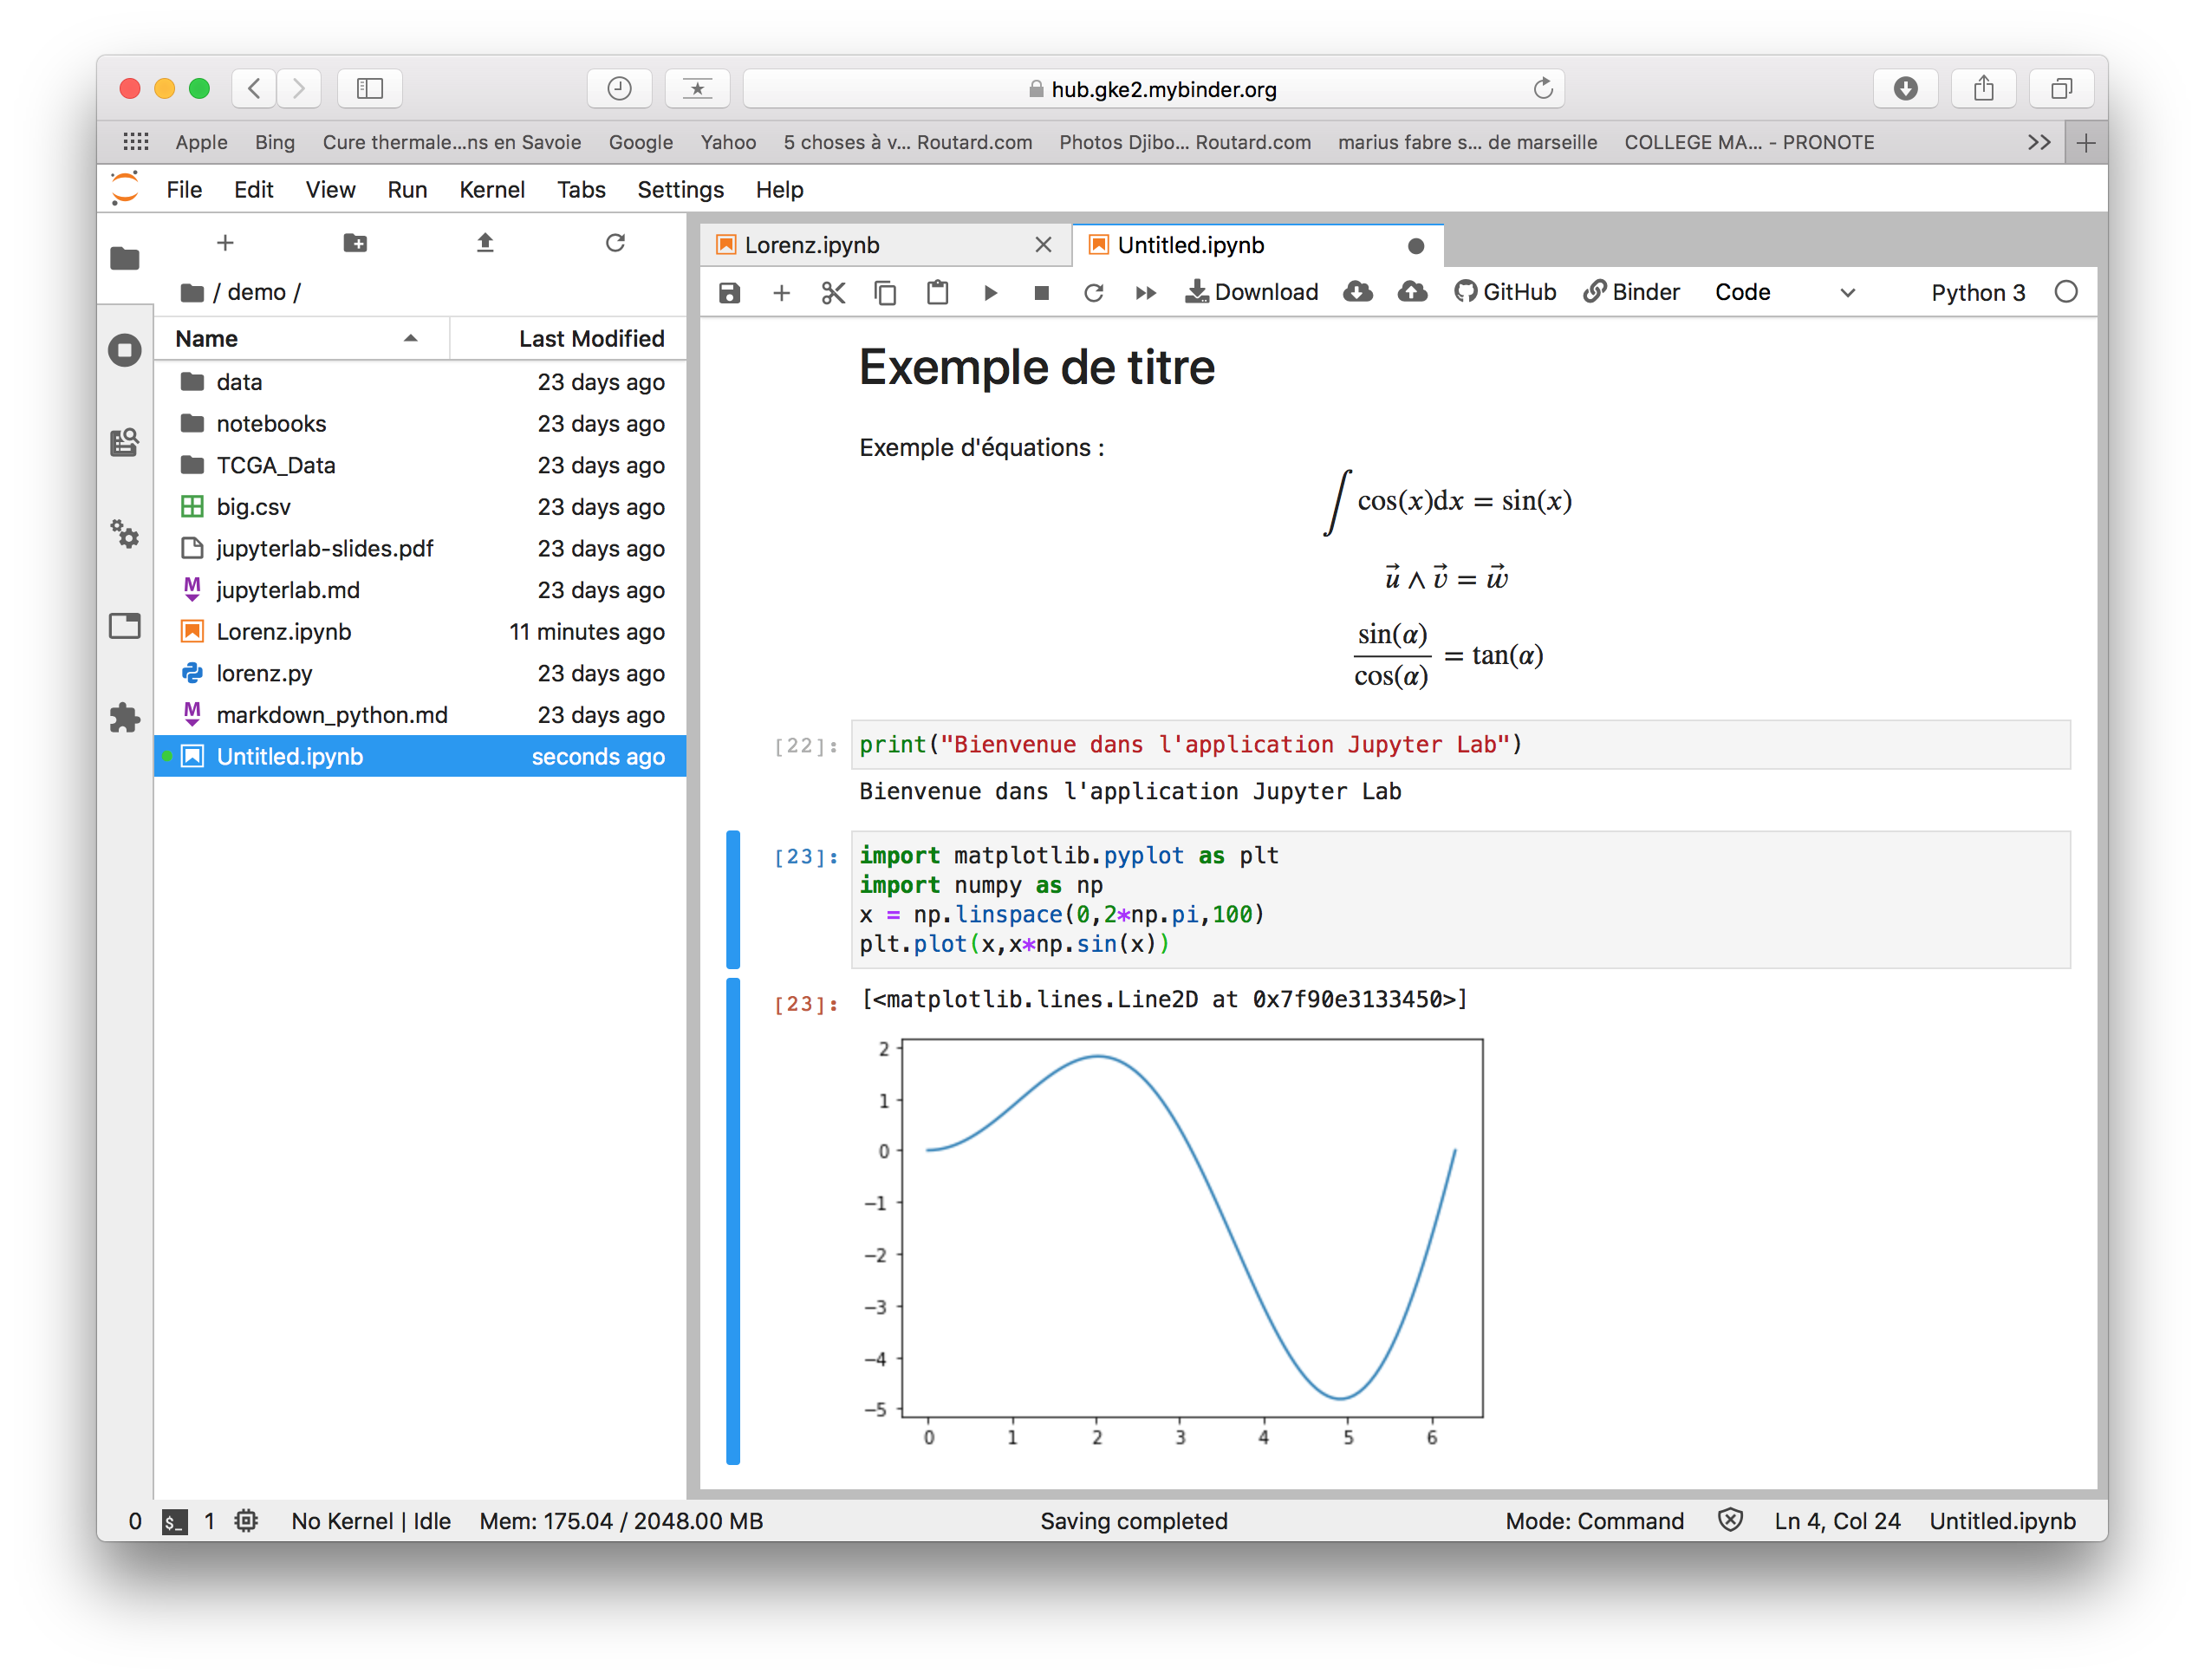 hub.gke2.mybinder.org
Apple Bing Cure thermale...ns en Savoie Google Yahoo 5 choses à v... Routard.com Photos Djibo... Routard.com marius fabre s... de marseille COLLEGE MA... - PRONOTE >>
File Edit View Run Kernel Tabs Settings Help
/ demo /
Name Last Modified
data 23 days ago
notebooks 23 days ago
TCGA_Data 23 days ago
big.csv 23 days ago
jupyterlab-slides.pdf 23 days ago
M jupyterlab.md 23 days ago
Lorenz.ipynb 11 minutes ago
lorenz.py 23 days ago
M markdown_python.md 23 days ago
Untitled.ipynb seconds ago
Lorenz.ipynb Untitled.ipynb
Download GitHub Binder Code Python 3
Exemple de titre
Exemple d'équations :
∫ cos(x)dx = sin(x)
u⃗ ∧ v⃗ = w⃗
sin(α)
cos(α) = tan(α)
[22]: print("Bienvenue dans l'application Jupyter Lab")
Bienvenue dans l'application Jupyter Lab
[23]: import matplotlib.pyplot as plt
import numpy as np
x = np.linspace(0,2*np.pi,100)
plt.plot(x,x*np.sin(x))
[23]: [<matplotlib.lines.Line2D at 0x7f90e3133450>]
2
1
0
−1
−2
−3
−4
−5
0 1 2 3 4 5 6
0 $_ 1 No Kernel | Idle Mem: 175.04 / 2048.00 MB Saving completed Mode: Command Ln 4, Col 24 Untitled.ipynb